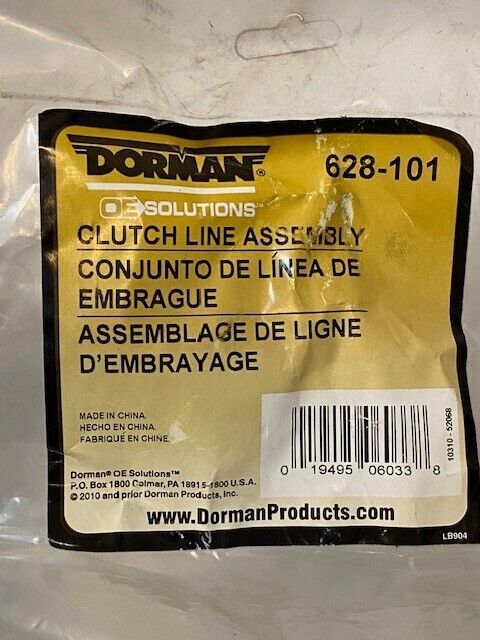 DORMAN® 628-101
OE SOLUTIONS™
CLUTCH LINE ASSEMBLY
CONJUNTO DE LÍNEA DE
EMBRAGUE
ASSEMBLAGE DE LIGNE
D'EMBRAYAGE
MADE IN CHINA.
HECHO EN CHINA.
FABRIQUÉ EN CHINE.
Dorman® OE Solutions™
P.O. Box 1800 Colmar, PA 18915-1800 U.S.A.
© 2010 and prior Dorman Products, Inc.
0 19495 06033 8
10310 - 52068
www.DormanProducts.com
LB904